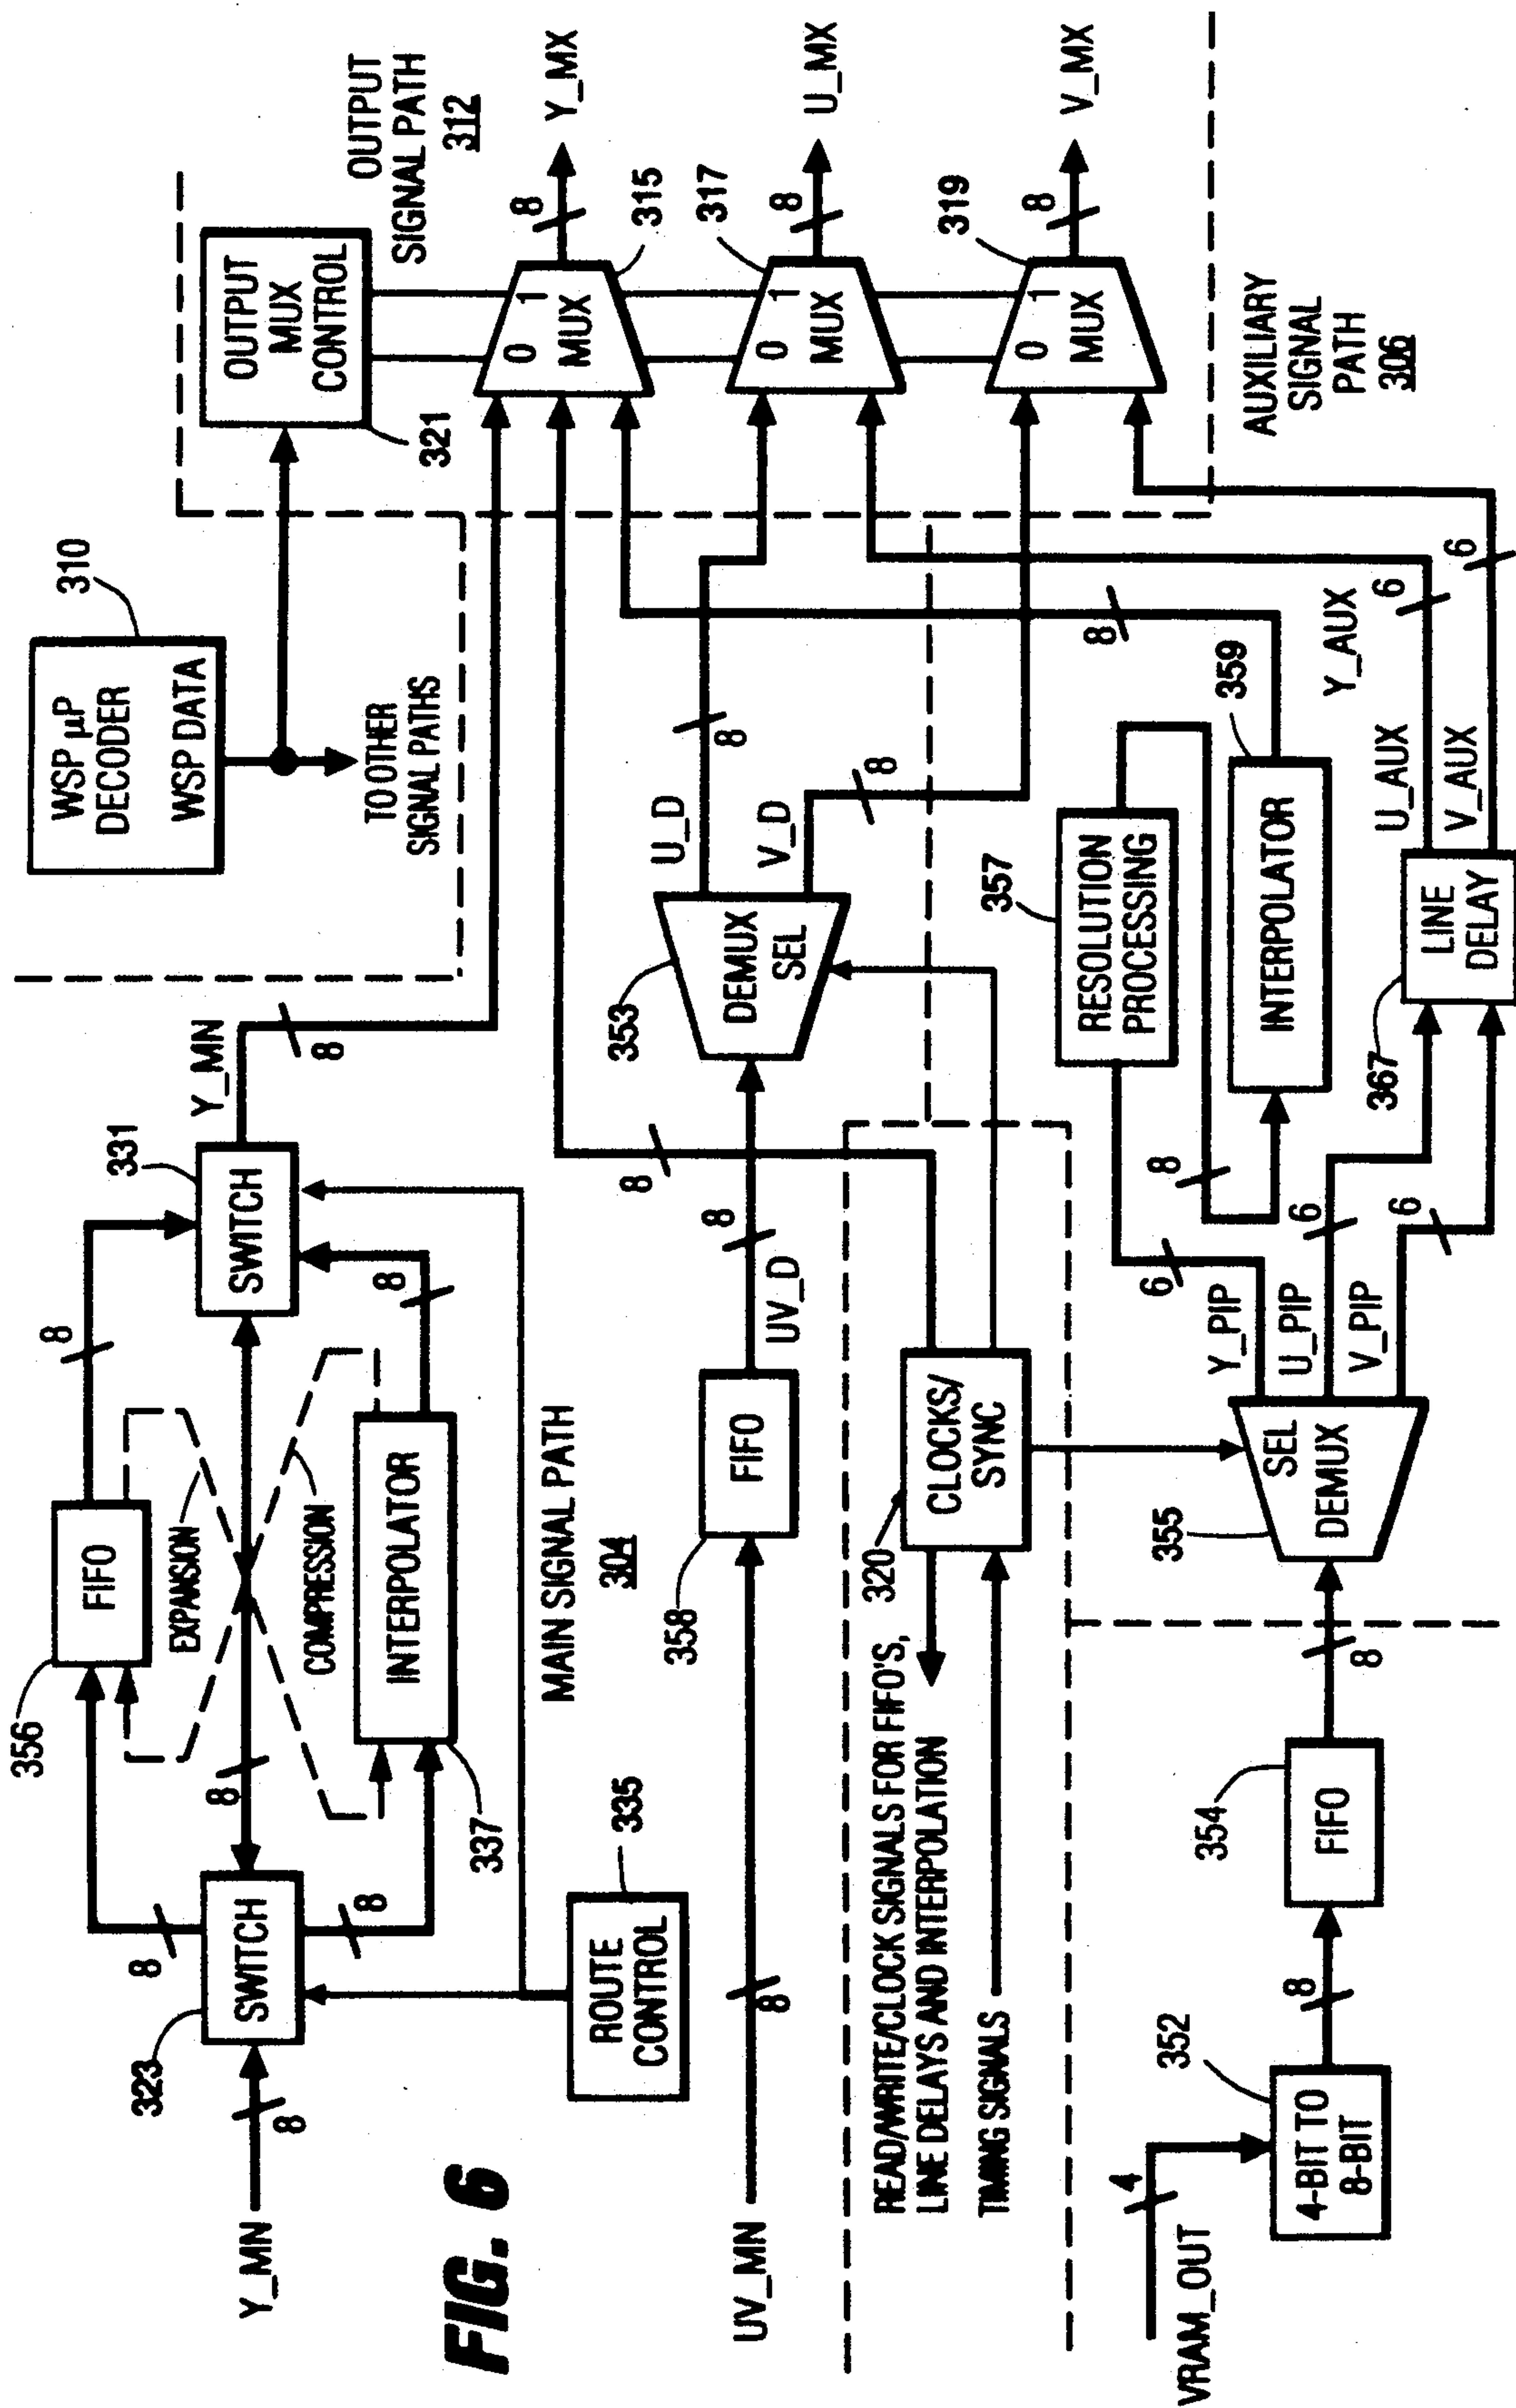 WSP µP
DECODER
WSP DATA
310
TO OTHER
SIGNAL PATHS
OUTPUT
MUX
CONTROL
321
OUTPUT
SIGNAL PATH
312
Y_MN
8
323
SWITCH
8
8
8
356
FIFO
8
EXPANSION
COMPRESSION
INTERPOLATOR
337
8
331
SWITCH
Y_MN
8
ROUTE
CONTROL
335
MAIN SIGNAL PATH
304
0 1
MUX
8
Y_MX
315
0 1
MUX
8
U_MX
317
0 1
MUX
8
V_MX
319
FIG. 6
UV_MN
8
358
FIFO
UV_D
8
353
DEMUX
SEL
U_D
8
V_D
8
8
READ/WRITE/CLOCK SIGNALS FOR FIFO'S,
LINE DELAYS AND INTERPOLATION
TIMING SIGNALS
320
CLOCKS/
SYNC
VRAM_OUT
4
352
4-BIT TO
8-BIT
8
354
FIFO
8
355
SEL
DEMUX
Y_PIP
6
U_PIP
6
V_PIP
6
357
RESOLUTION
PROCESSING
8
INTERPOLATOR
359
8
Y_AUX
367
LINE
DELAY
U_AUX
6
V_AUX
6
AUXILIARY
SIGNAL
PATH
306